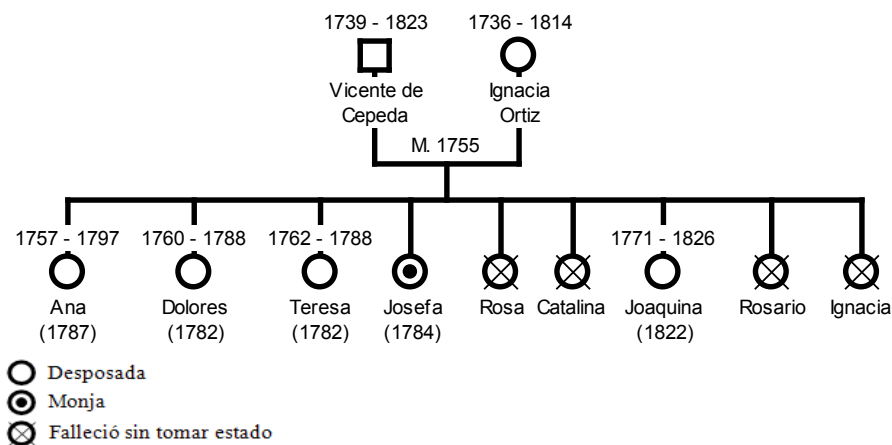 1739 - 1823 1736 - 1814
Vicente de Ignacia
Cepeda Ortiz
M. 1755
1757 - 1797 1760 - 1788 1762 - 1788 1771 - 1826
Ana Dolores Teresa Josefa Rosa Catalina Joaquina Rosario Ignacia
(1787) (1782) (1782) (1784) (1822)
Desposada
Monja
Falleció sin tomar estado